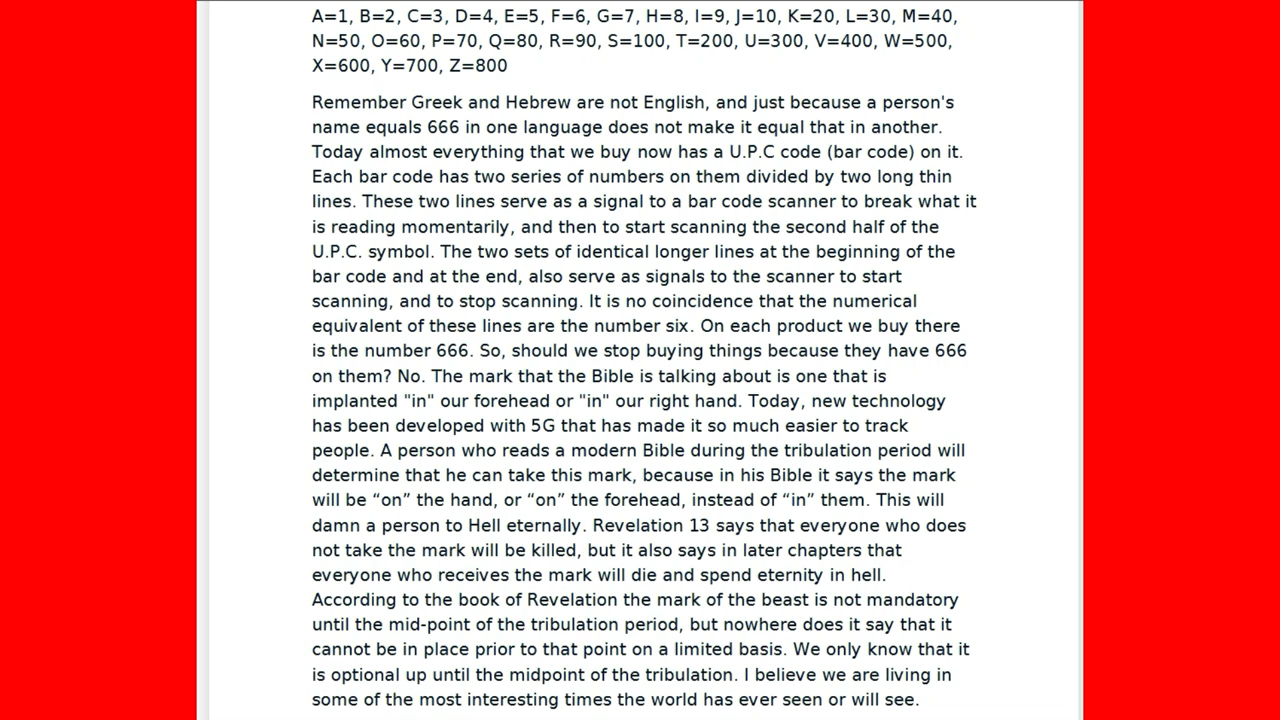 A=1, B=2, C=3, D=4, E=5, F=6, G=7, H=8, I=9, J=10, K=20, L=30, M=40,
N=50, O=60, P=70, Q=80, R=90, S=100, T=200, U=300, V=400, W=500,
X=600, Y=700, Z=800
Remember Greek and Hebrew are not English, and just because a person's
name equals 666 in one language does not make it equal that in another.
Today almost everything that we buy now has a U.P.C code (bar code) on it.
Each bar code has two series of numbers on them divided by two long thin
lines. These two lines serve as a signal to a bar code scanner to break what it
is reading momentarily, and then to start scanning the second half of the
U.P.C. symbol. The two sets of identical longer lines at the beginning of the
bar code and at the end, also serve as signals to the scanner to start
scanning, and to stop scanning. It is no coincidence that the numerical
equivalent of these lines are the number six. On each product we buy there
is the number 666. So, should we stop buying things because they have 666
on them? No. The mark that the Bible is talking about is one that is
implanted "in" our forehead or "in" our right hand. Today, new technology
has been developed with 5G that has made it so much easier to track
people. A person who reads a modern Bible during the tribulation period will
determine that he can take this mark, because in his Bible it says the mark
will be “on” the hand, or “on” the forehead, instead of “in” them. This will
damn a person to Hell eternally. Revelation 13 says that everyone who does
not take the mark will be killed, but it also says in later chapters that
everyone who receives the mark will die and spend eternity in hell.
According to the book of Revelation the mark of the beast is not mandatory
until the mid-point of the tribulation period, but nowhere does it say that it
cannot be in place prior to that point on a limited basis. We only know that it
is optional up until the midpoint of the tribulation. I believe we are living in
some of the most interesting times the world has ever seen or will see.